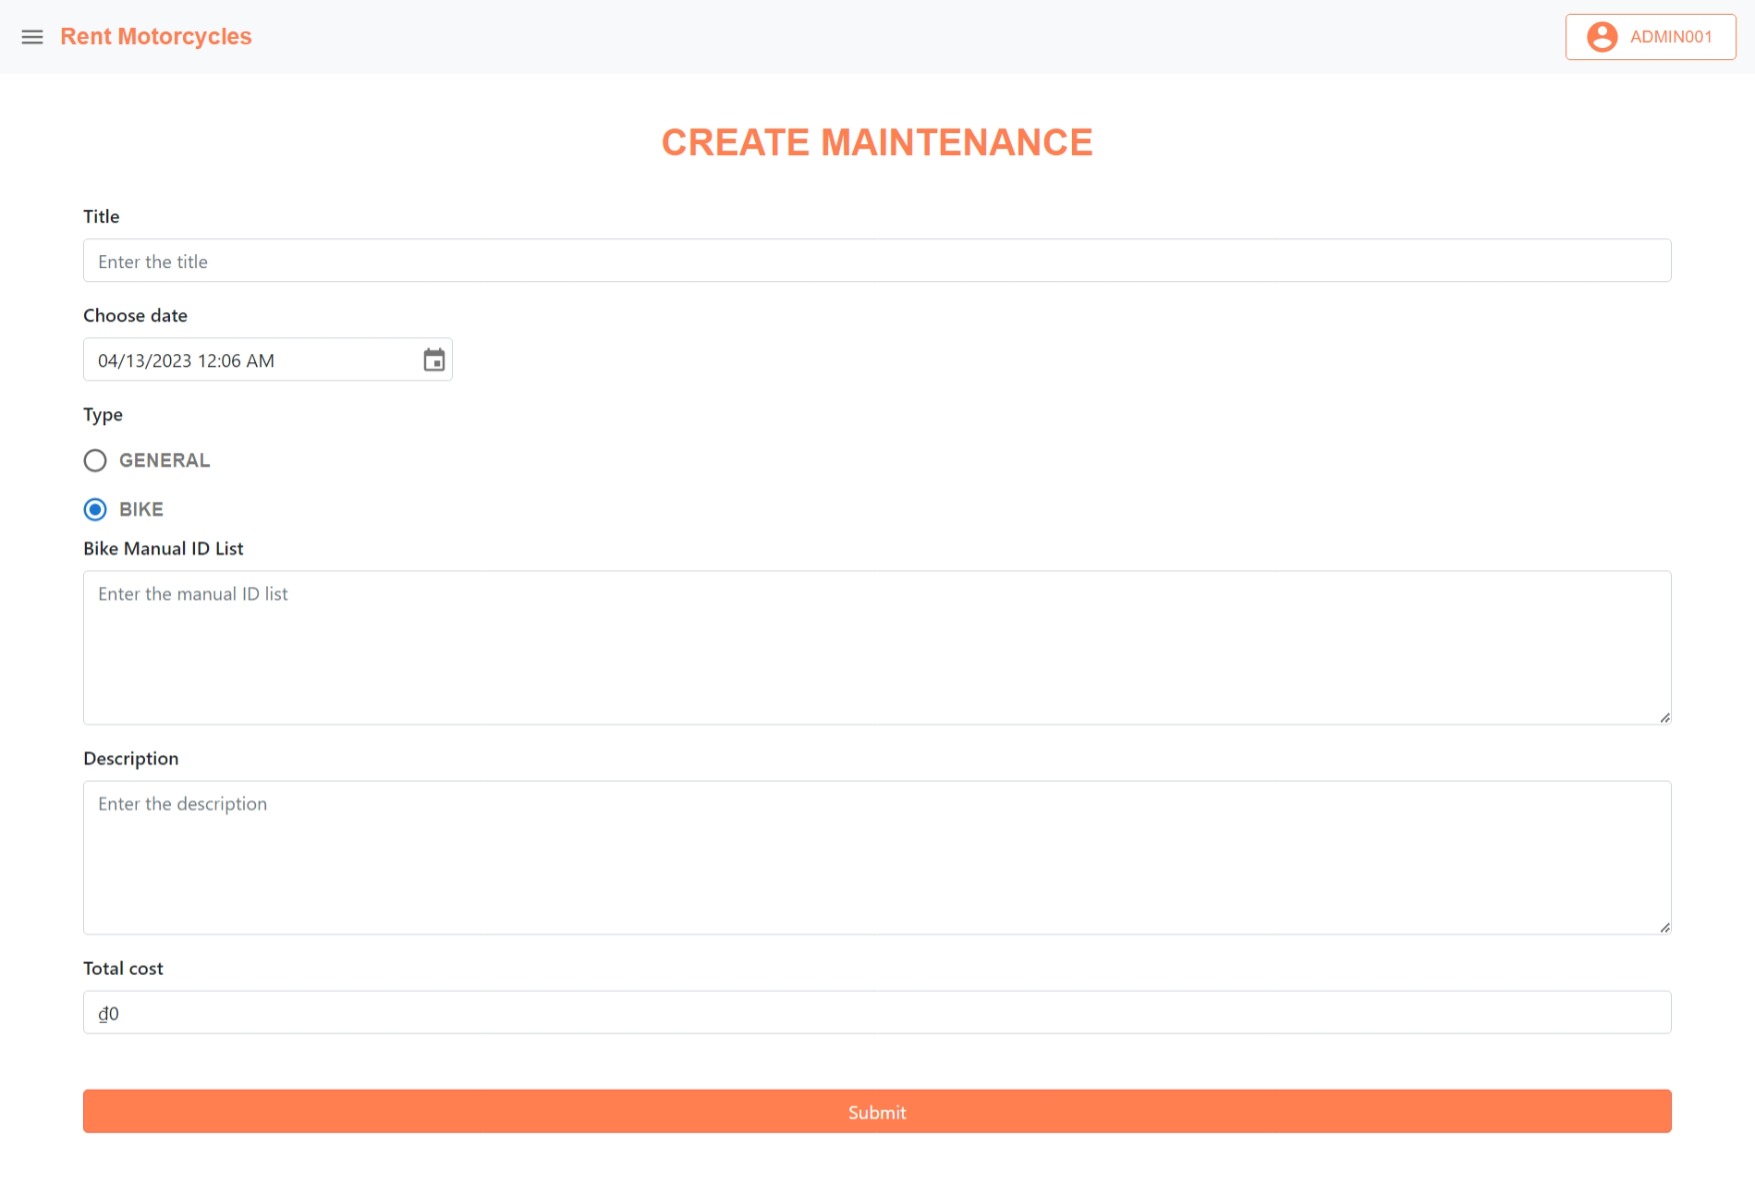 Rent Motorcycles
ADMIN001
CREATE MAINTENANCE
Title
Enter the title
Choose date
04/13/2023 12:06 AM
Type
GENERAL
BIKE
Bike Manual ID List
Enter the manual ID list
Description
Enter the description
Total cost
₫0
Submit